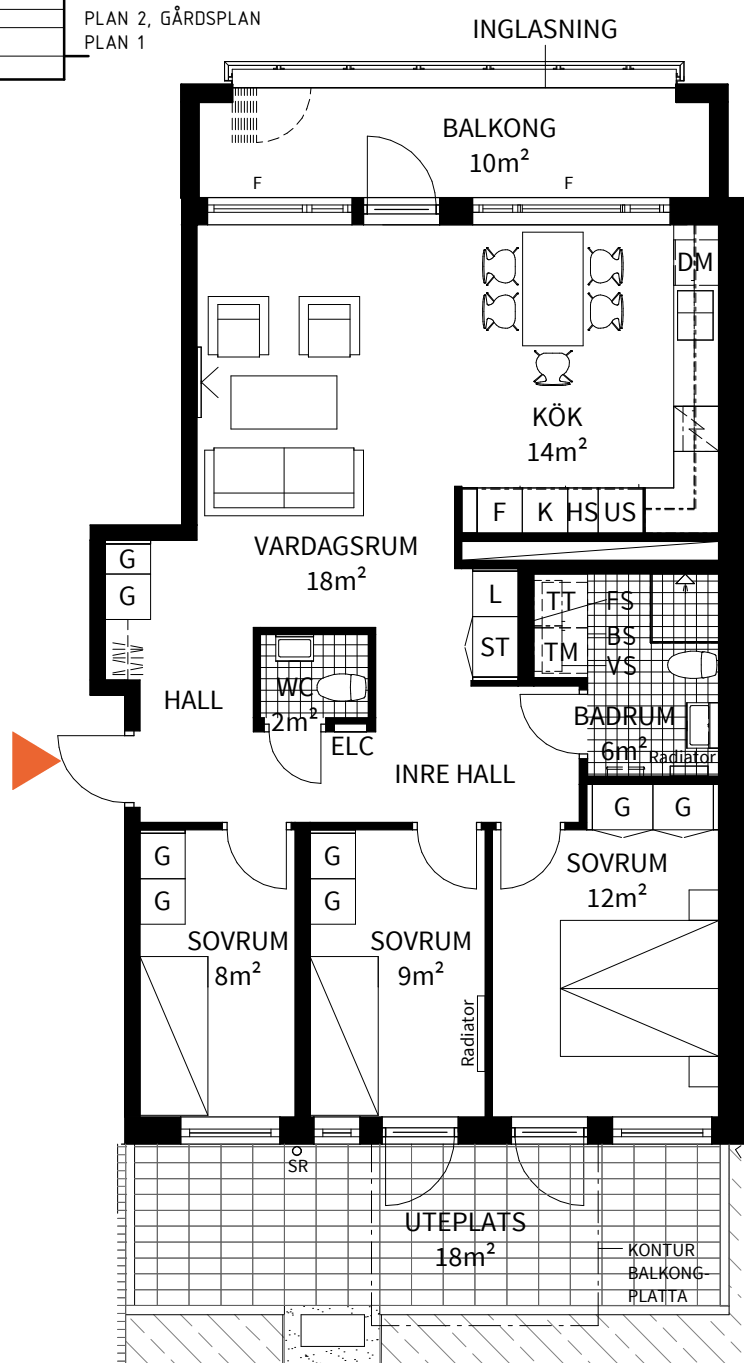 PLAN 2, GÅRDSPLAN
PLAN 1
INGLASNING
BALKONG
10m²
F
F
DM
KÖK
14m²
F
K
HS
US
VARDAGSRUM
18m²
G
G
L
ST
TT
TM
FS
BS
VS
HALL
WC
2m²
ELC
INRE HALL
BADRUM
6m²
Radiator
G
G
G
G
G
G
SOVRUM
12m²
SOVRUM
8m²
SOVRUM
9m²
Radiator
SR
UTEPLATS
18m²
KONTUR
BALKONG-
PLATTA